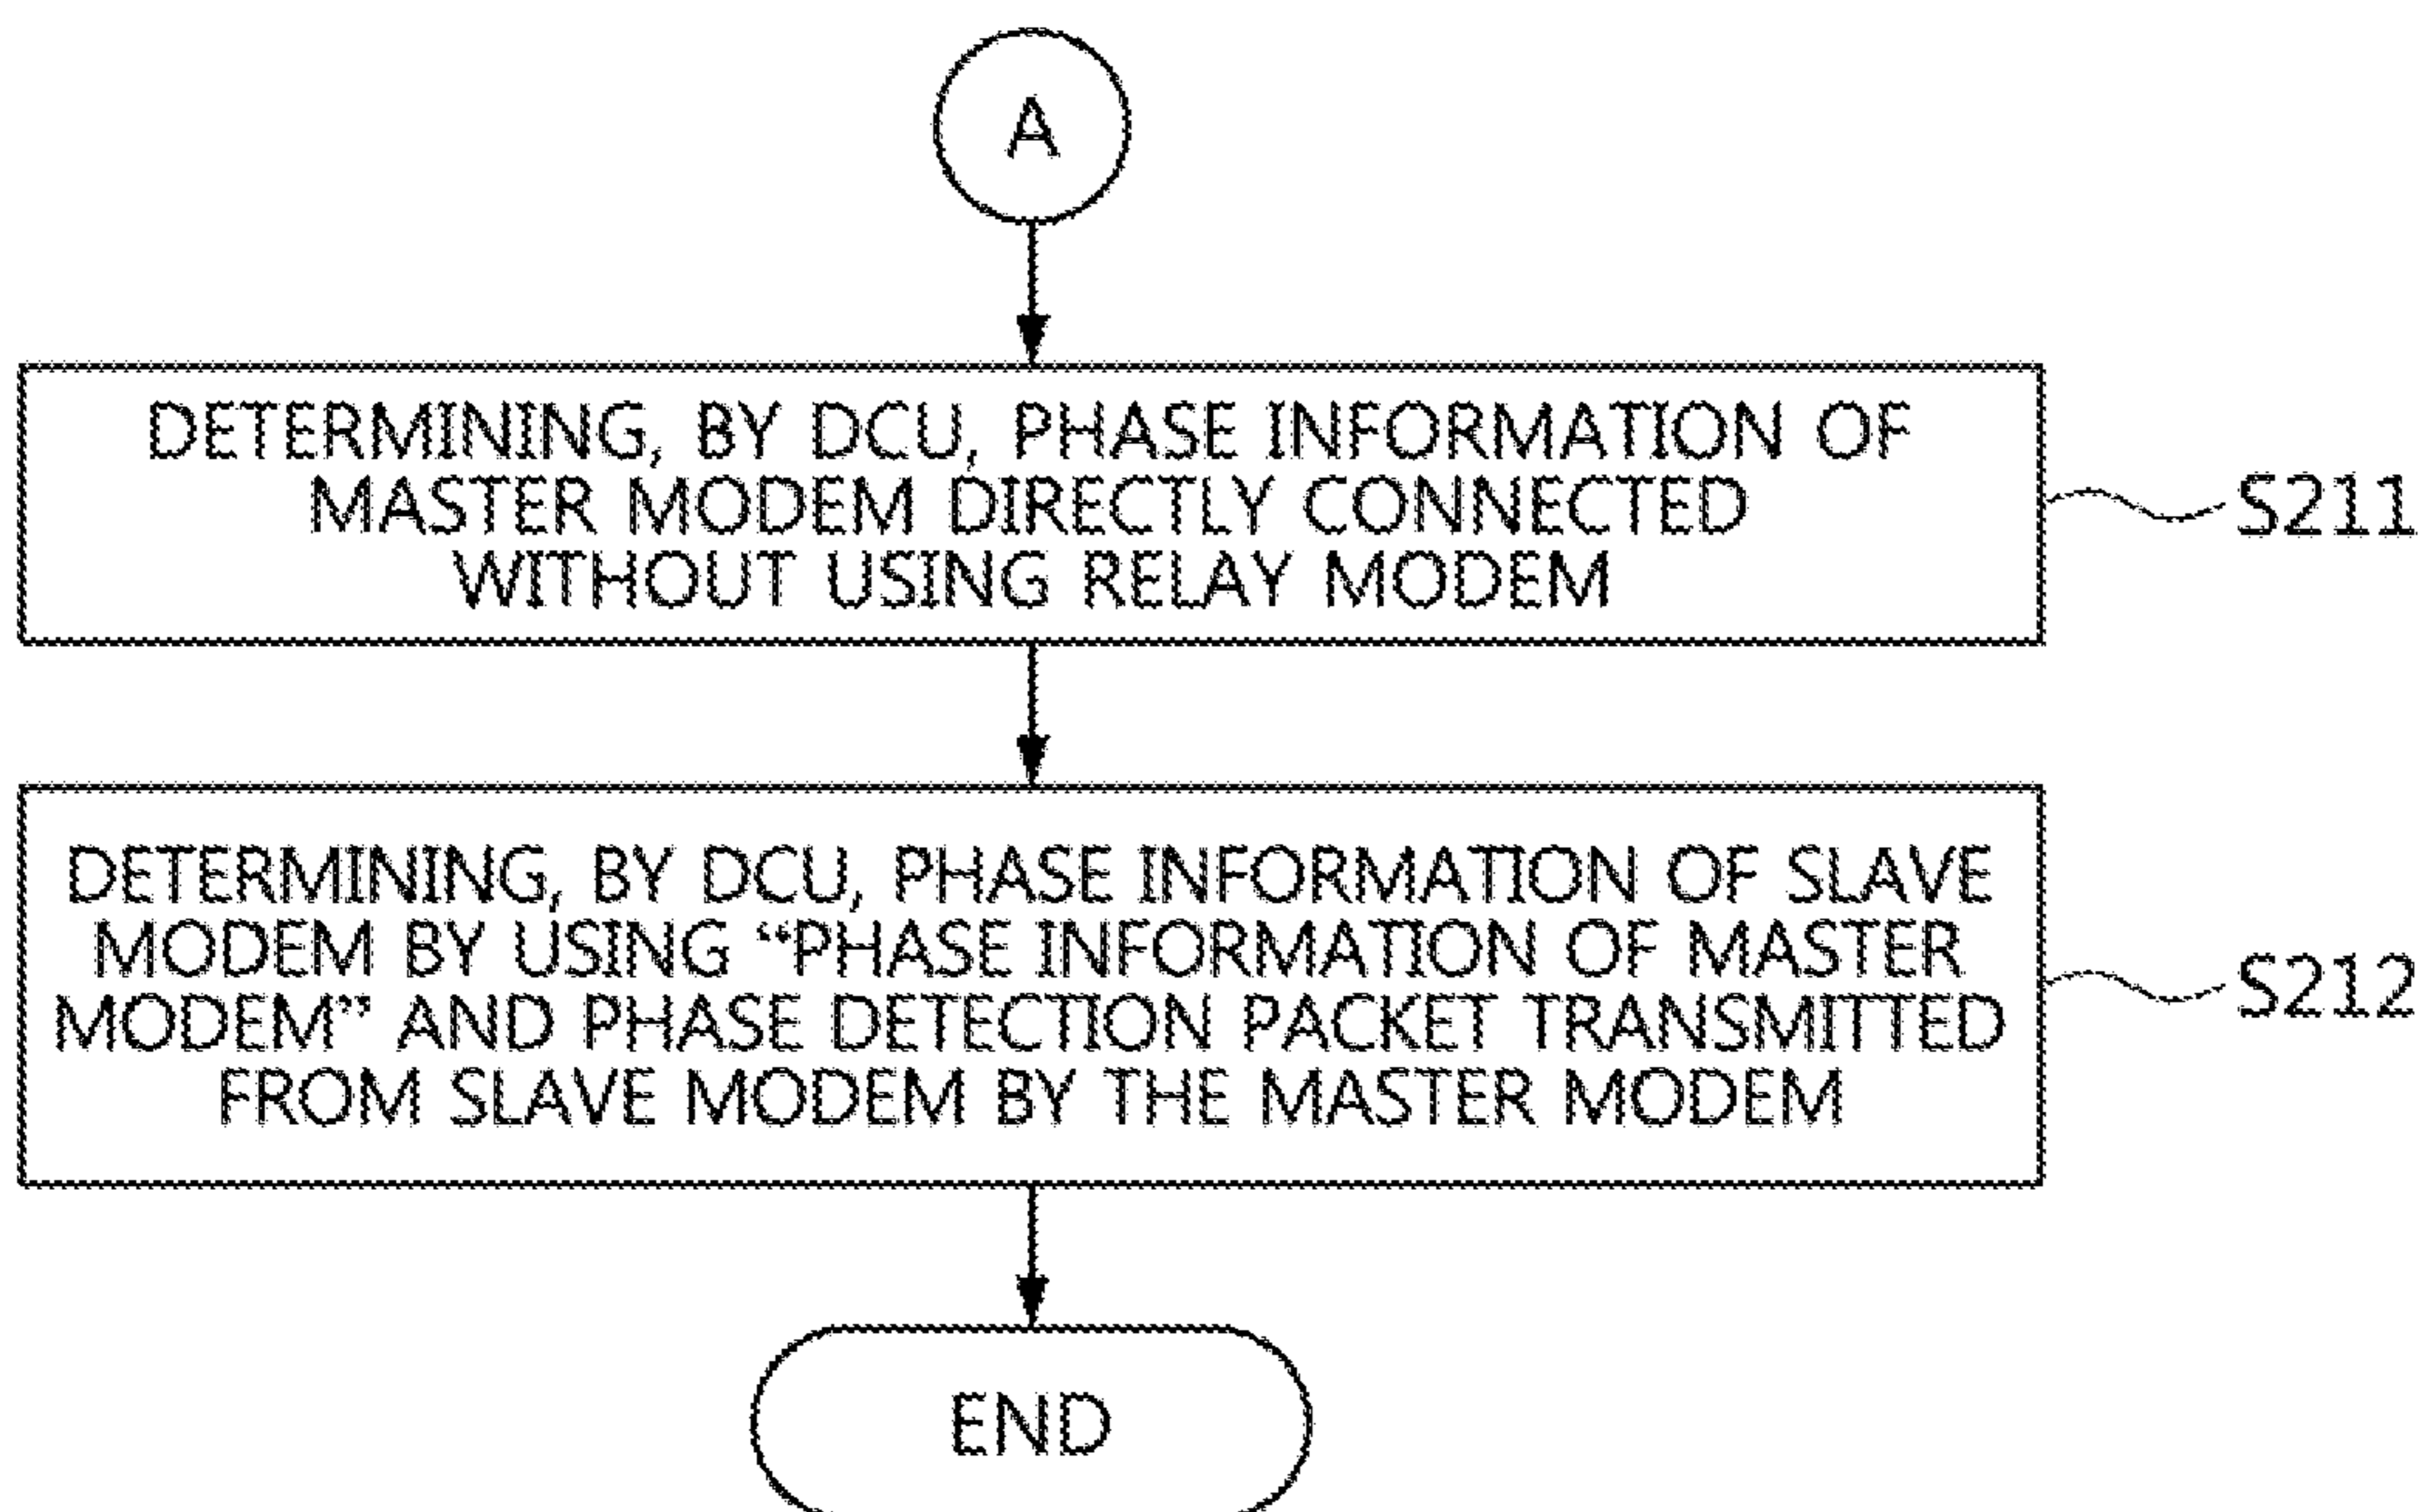 A
DETERMINING, BY DCU, PHASE INFORMATION OF
MASTER MODEM DIRECTLY CONNECTED
WITHOUT USING RELAY MODEM
S211
DETERMINING, BY DCU, PHASE INFORMATION OF SLAVE
MODEM BY USING “PHASE INFORMATION OF MASTER
MODEM” AND PHASE DETECTION PACKET TRANSMITTED
FROM SLAVE MODEM BY THE MASTER MODEM
S212
END